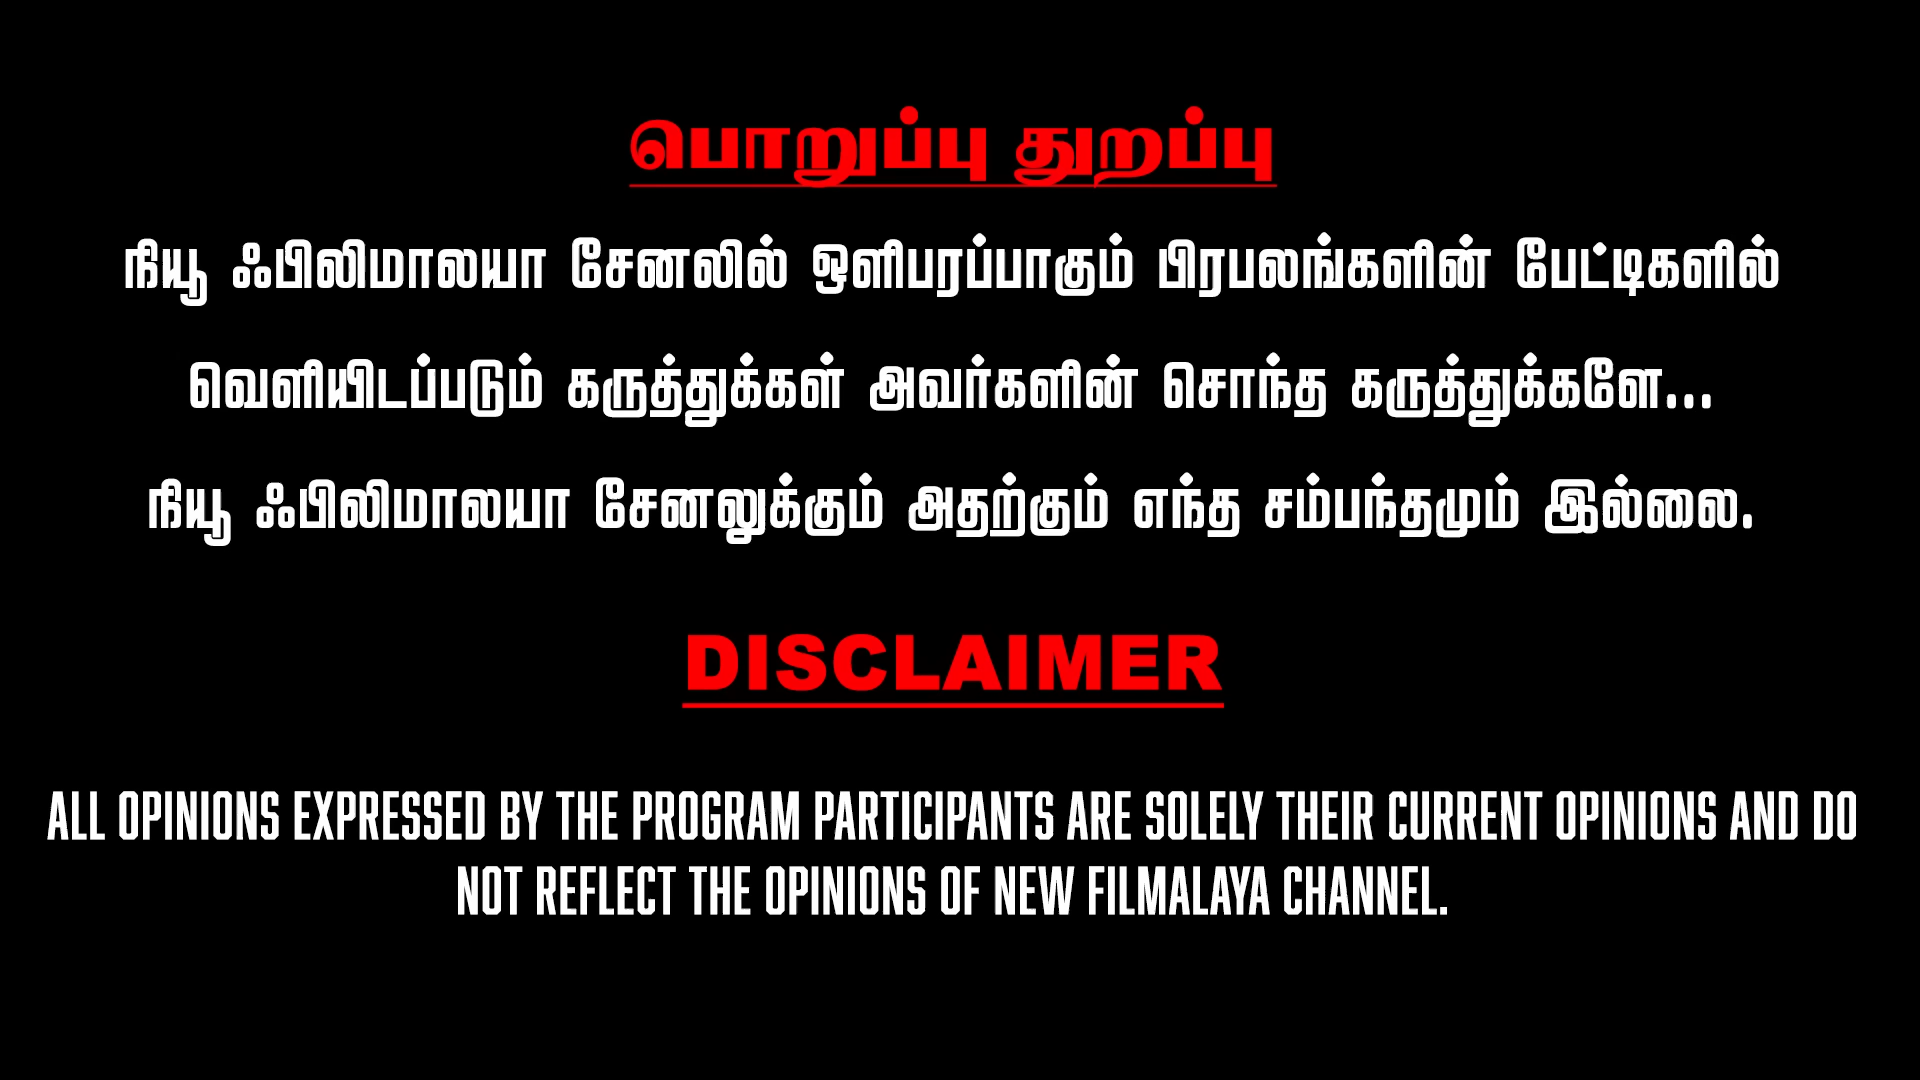 பொறுப்பு துறப்பு
நியூ ஃபிலிமாலயா சேனலில் ஒளிபரப்பாகும் பிரபலங்களின் பேட்டிகளில்
வெளியிடப்படும் கருத்துக்கள் அவர்களின் சொந்த கருத்துக்களே...
நியூ ஃபிலிமாலயா சேனலுக்கும் அதற்கும் எந்த சம்பந்தமும் இல்லை.
DISCLAIMER
ALL OPINIONS EXPRESSED BY THE PROGRAM PARTICIPANTS ARE SOLELY THEIR CURRENT OPINIONS AND DO
NOT REFLECT THE OPINIONS OF NEW FILMALAYA CHANNEL.